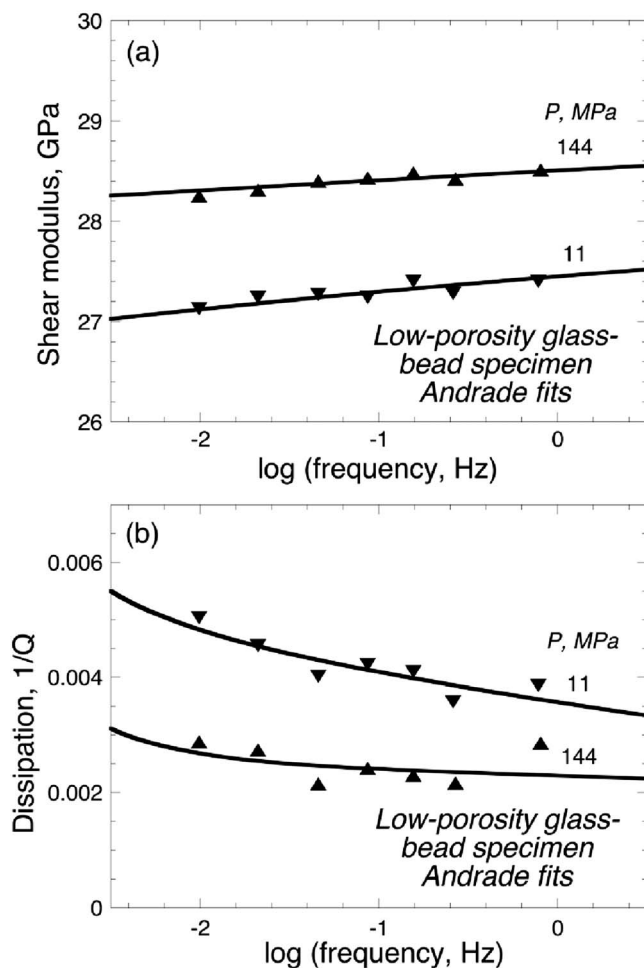 (a)
30
29
28
27
26
Shear modulus, GPa
P, MPa
144
11
Low-porosity glass-
bead specimen
Andrade fits
-2
-1
0
log (frequency, Hz)
(b)
0.006
0.004
0.002
0
Dissipation, 1/Q
P, MPa
11
144
Low-porosity glass-
bead specimen
Andrade fits
-2
-1
0
log (frequency, Hz)